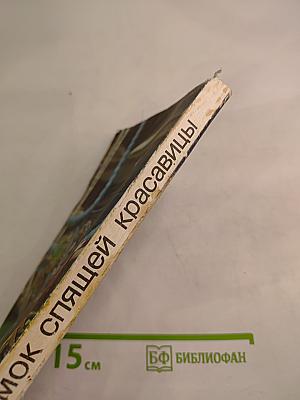 мок спящей красавицы
15 см
БФ БИБЛИОФАН